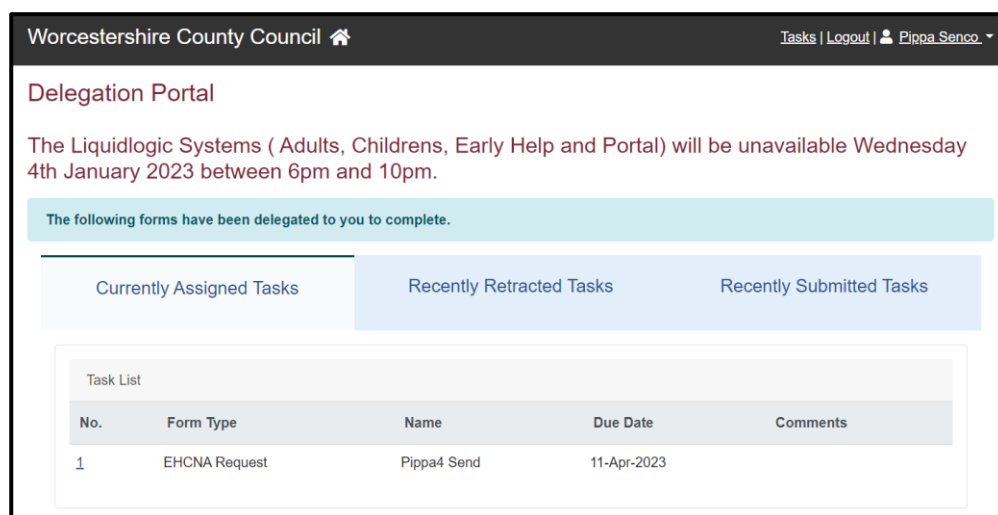 Worcestershire County Council
Tasks | Logout | Pippa Senco
Delegation Portal
The Liquidlogic Systems ( Adults, Childrens, Early Help and Portal) will be unavailable Wednesday
4th January 2023 between 6pm and 10pm.
The following forms have been delegated to you to complete.
Currently Assigned Tasks Recently Retracted Tasks Recently Submitted Tasks
Task List
No. Form Type Name Due Date Comments
1 EHCNA Request Pippa4 Send 11-Apr-2023